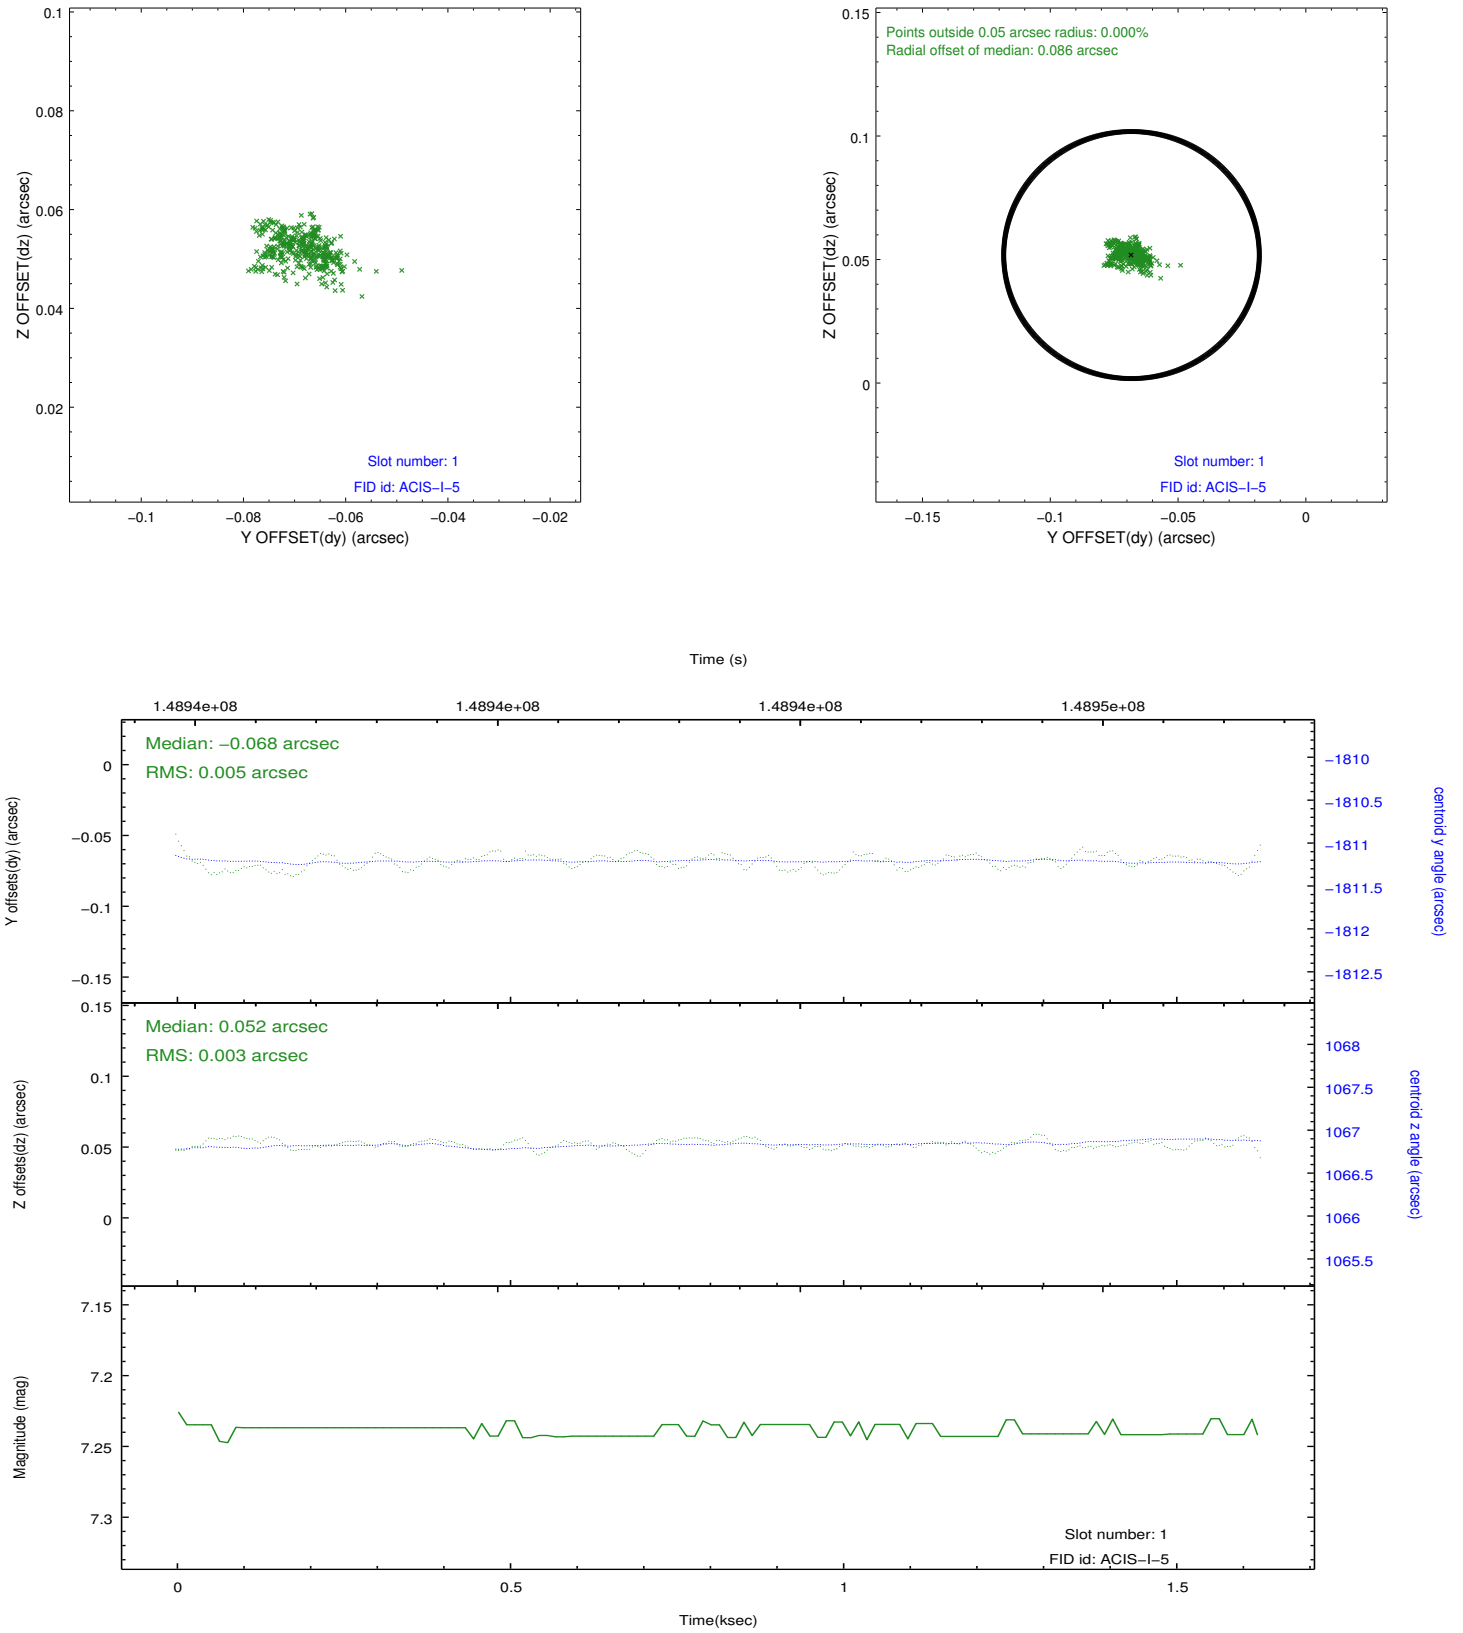 0.1
0.08
0.06
0.04
0.02
Z OFFSET(dz) (arcsec)
Slot number: 1
FID id: ACIS−I−5
−0.1 −0.08 −0.06 −0.04 −0.02
Y OFFSET(dy) (arcsec)
0.15
0.1
0.05
0
Z OFFSET(dz) (arcsec)
Points outside 0.05 arcsec radius: 0.000%
Radial offset of median: 0.086 arcsec
Slot number: 1
FID id: ACIS−I−5
−0.15 −0.1 −0.05 0
Y OFFSET(dy) (arcsec)
Time (s)
1.4894e+08 1.4894e+08 1.4894e+08 1.4895e+08
Median: −0.068 arcsec
RMS: 0.005 arcsec
0
−0.05
−0.1
−0.15
Y offsets(dy) (arcsec)
−1810
−1810.5
−1811
−1811.5
−1812
−1812.5
centroid y angle (arcsec)
Median: 0.052 arcsec
RMS: 0.003 arcsec
0.15
0.1
0.05
0
Z offsets(dz) (arcsec)
1068
1067.5
1067
1066.5
1066
1065.5
centroid z angle (arcsec)
7.15
7.2
7.25
7.3
Magnitude (mag)
Slot number: 1
FID id: ACIS−I−5
0 0.5 1 1.5
Time(ksec)